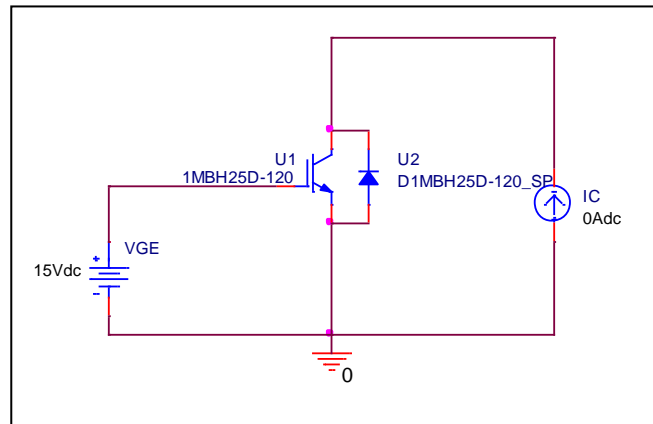 U1
1MBH25D-120
U2
D1MBH25D-120_SP
IC
0Adc
VGE
15Vdc
+
-
0